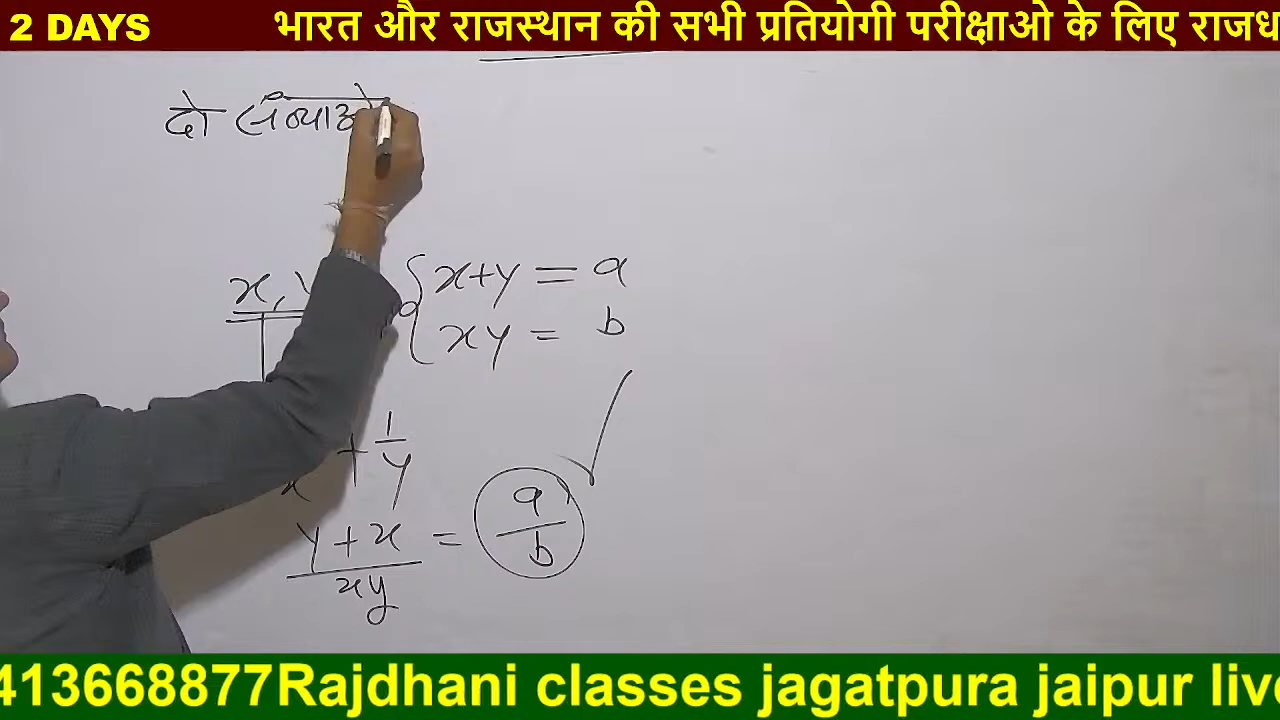 2 DAYS भारत और राजस्थान की सभी प्रतियोगी परीक्षाओ के लिए राजध
दो संख्याओ
x, y { x+y = a
xy = b
+ 1/y
y + x / xy = a/b
413668877Rajdhani classes jagatpura jaipur live